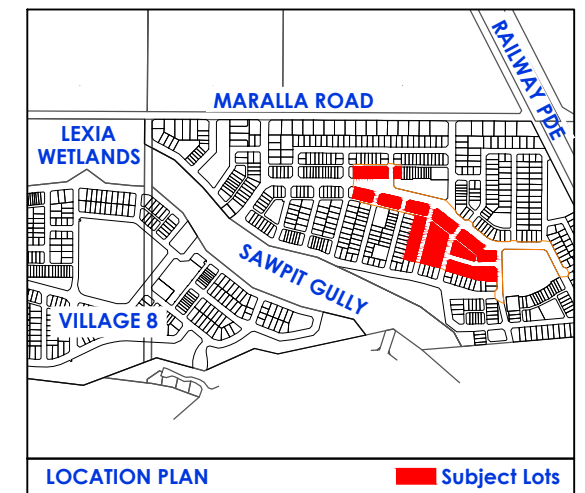 MARALLA ROAD
RAILWAY PDE
LEXIA
WETLANDS
SAWPIT GULLY
VILLAGE 8
LOCATION PLAN
Subject Lots